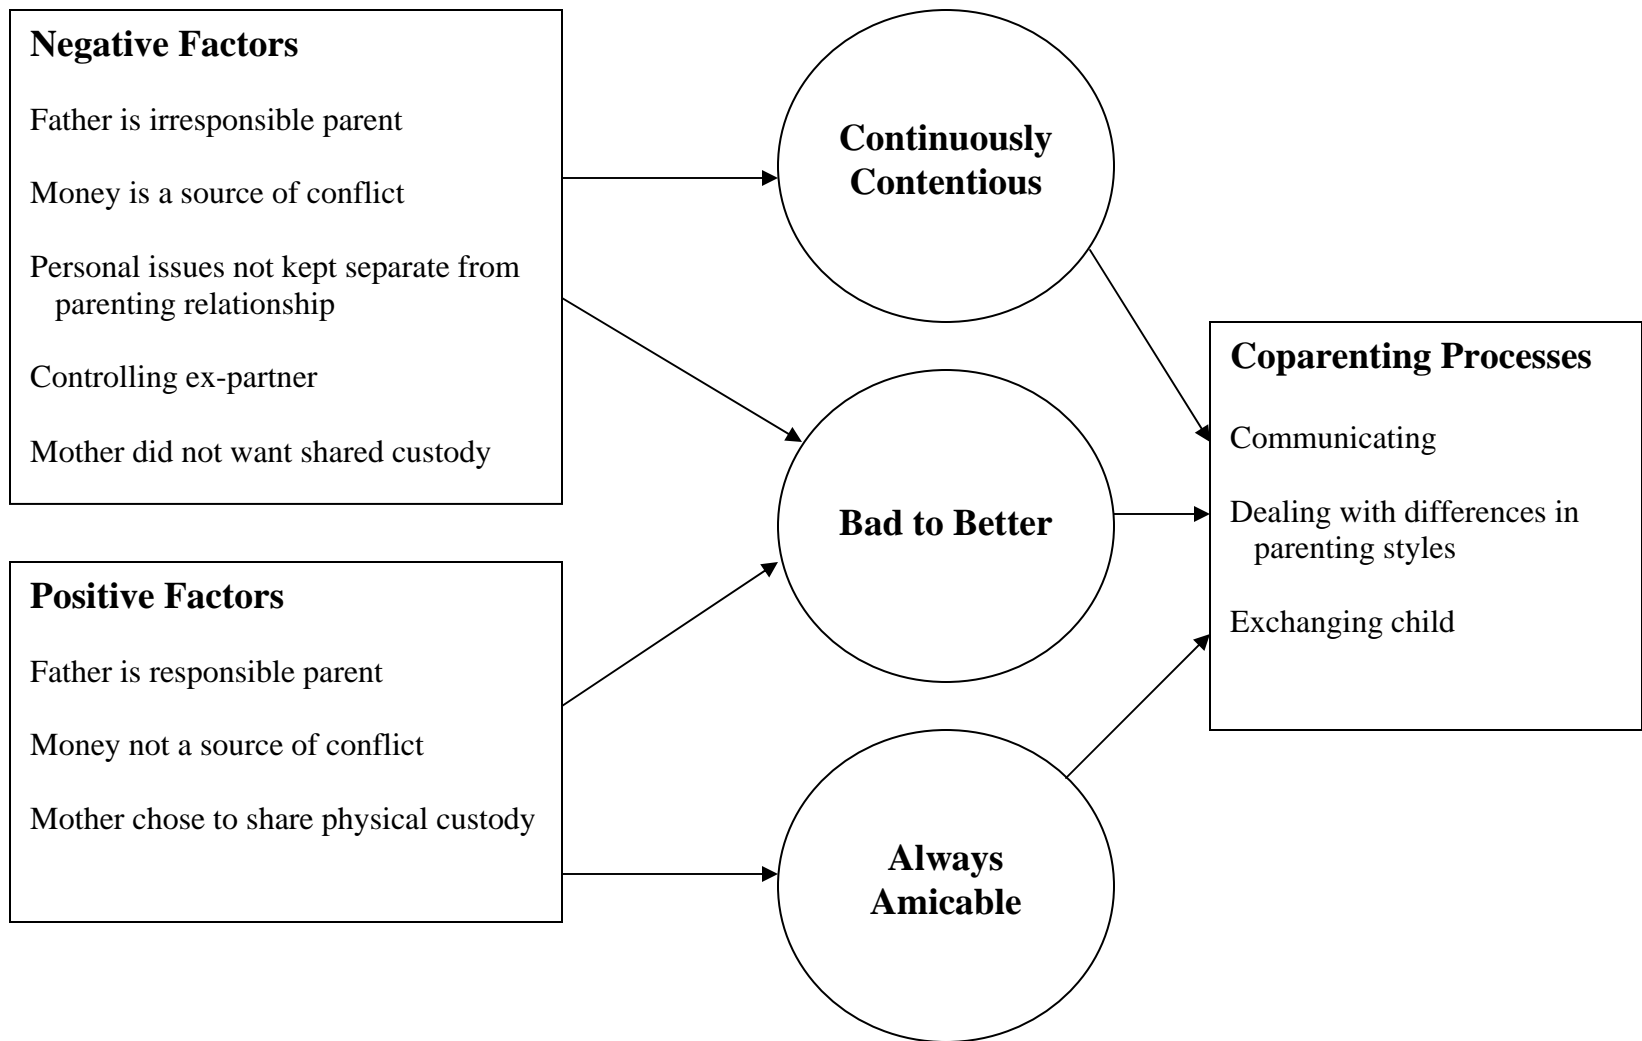 Negative Factors
Father is irresponsible parent
Money is a source of conflict
Personal issues not kept separate from
parenting relationship
Controlling ex-partner
Mother did not want shared custody
Positive Factors
Father is responsible parent
Money not a source of conflict
Mother chose to share physical custody
Continuously
Contentious
Bad to Better
Always
Amicable
Coparenting Processes
Communicating
Dealing with differences in
parenting styles
Exchanging child